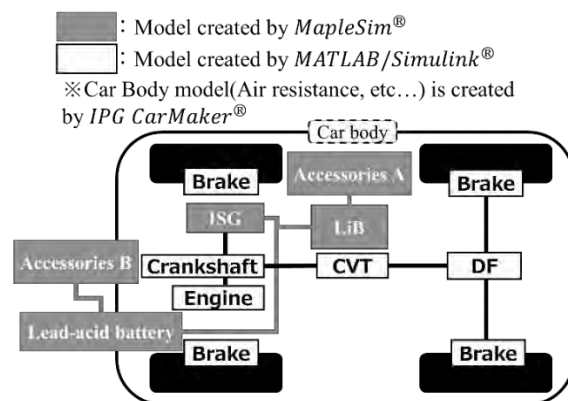 : Model created by MapleSim®
: Model created by MATLAB/Simulink®
※Car Body model(Air resistance, etc…) is created
by IPG CarMaker®
Car body
Brake
Accessories A
Brake
ISG
LiB
Accessories B
Crankshaft
CVT
DF
Engine
Lead-acid battery
Brake
Brake